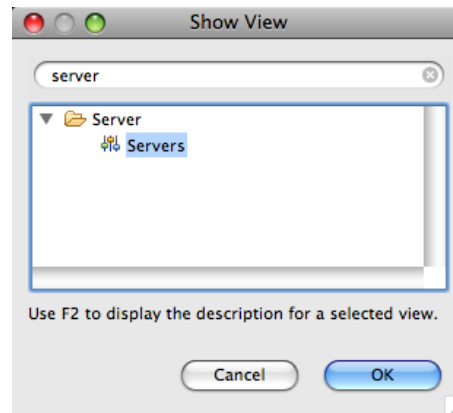 Show View
server
Server
Servers
Use F2 to display the description for a selected view.
Cancel OK